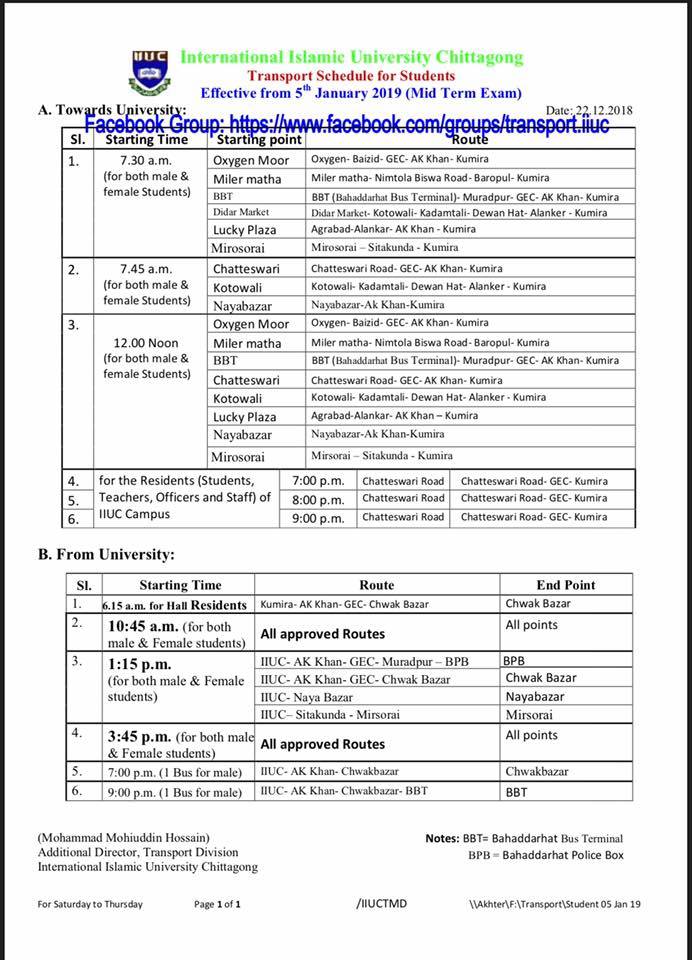 IIUC
International Islamic University Chittagong
Transport Schedule for Students
Effective from 5th January 2019 (Mid Term Exam)
A. Towards University:
Date: 22.12.2018
Facebook Group: https://www.facebook.com/groups/transport.iiuc
Sl. Starting Time Starting point Route
1. 7.30 a.m. (for both male & female Students)
Oxygen Moor Oxygen- Baizid- GEC- AK Khan- Kumira
Miler matha Miler matha- Nimtola Biswa Road- Baropul- Kumira
BBT BBT (Bahaddarhat Bus Terminal)- Muradpur- GEC- AK Khan- Kumira
Didar Market Didar Market- Kotowali- Kadamtali- Dewan Hat- Alanker - Kumira
Lucky Plaza Agrabad-Alankar- AK Khan - Kumira
Mirosorai Mirosorai – Sitakunda - Kumira
2. 7.45 a.m. (for both male & female Students)
Chatteswari Chatteswari Road- GEC- AK Khan- Kumira
Kotowali Kotowali- Kadamtali- Dewan Hat- Alanker - Kumira
Nayabazar Nayabazar-Ak Khan-Kumira
3. 12.00 Noon (for both male & female Students)
Oxygen Moor Oxygen- Baizid- GEC- AK Khan- Kumira
Miler matha Miler matha- Nimtola Biswa Road- Baropul- Kumira
BBT BBT (Bahaddarhat Bus Terminal)- Muradpur- GEC- AK Khan- Kumira
Chatteswari Chatteswari Road- GEC- AK Khan- Kumira
Kotowali Kotowali- Kadamtali- Dewan Hat- Alanker - Kumira
Lucky Plaza Agrabad-Alankar- AK Khan – Kumira
Nayabazar Nayabazar-Ak Khan-Kumira
Mirosorai Mirsorai – Sitakunda - Kumira
for the Residents (Students, Teachers, Officers and Staff) of IIUC Campus
4. 7:00 p.m. Chatteswari Road Chatteswari Road- GEC- Kumira
5. 8:00 p.m. Chatteswari Road Chatteswari Road- GEC- Kumira
6. 9:00 p.m. Chatteswari Road Chatteswari Road- GEC- Kumira
B. From University:
Sl. Starting Time Route End Point
1. 6.15 a.m. for Hall Residents Kumira- AK Khan- GEC- Chwak Bazar Chwak Bazar
2. 10:45 a.m. (for both male & Female students) All approved Routes All points
3. 1:15 p.m. (for both male & Female students)
IIUC- AK Khan- GEC- Muradpur – BPB BPB
IIUC- AK Khan- GEC- Chwak Bazar Chwak Bazar
IIUC- Naya Bazar Nayabazar
IIUC– Sitakunda - Mirsorai Mirsorai
4. 3:45 p.m. (for both male & Female students) All approved Routes All points
5. 7:00 p.m. (1 Bus for male) IIUC- AK Khan- Chwakbazar Chwakbazar
6. 9:00 p.m. (1 Bus for male) IIUC- AK Khan- Chwakbazar- BBT BBT
(Mohammad Mohiuddin Hossain)
Additional Director, Transport Division
International Islamic University Chittagong
Notes: BBT= Bahaddarhat Bus Terminal
BPB = Bahaddarhat Police Box
For Saturday to Thursday Page 1 of 1 /IIUCTMD \\Akhter\F:\Transport\Student 05 Jan 19